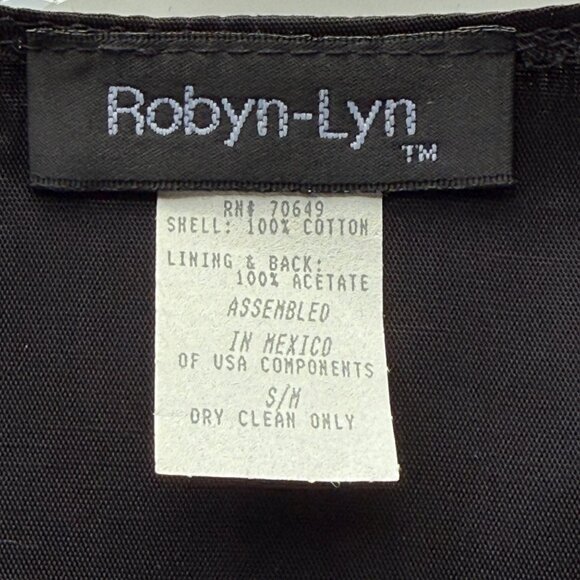 Robyn-Lyn
TM
RN# 70649
SHELL: 100% COTTON
LINING & BACK:
100% ACETATE
ASSEMBLED
IN MEXICO
OF USA COMPONENTS
S/M
DRY CLEAN ONLY